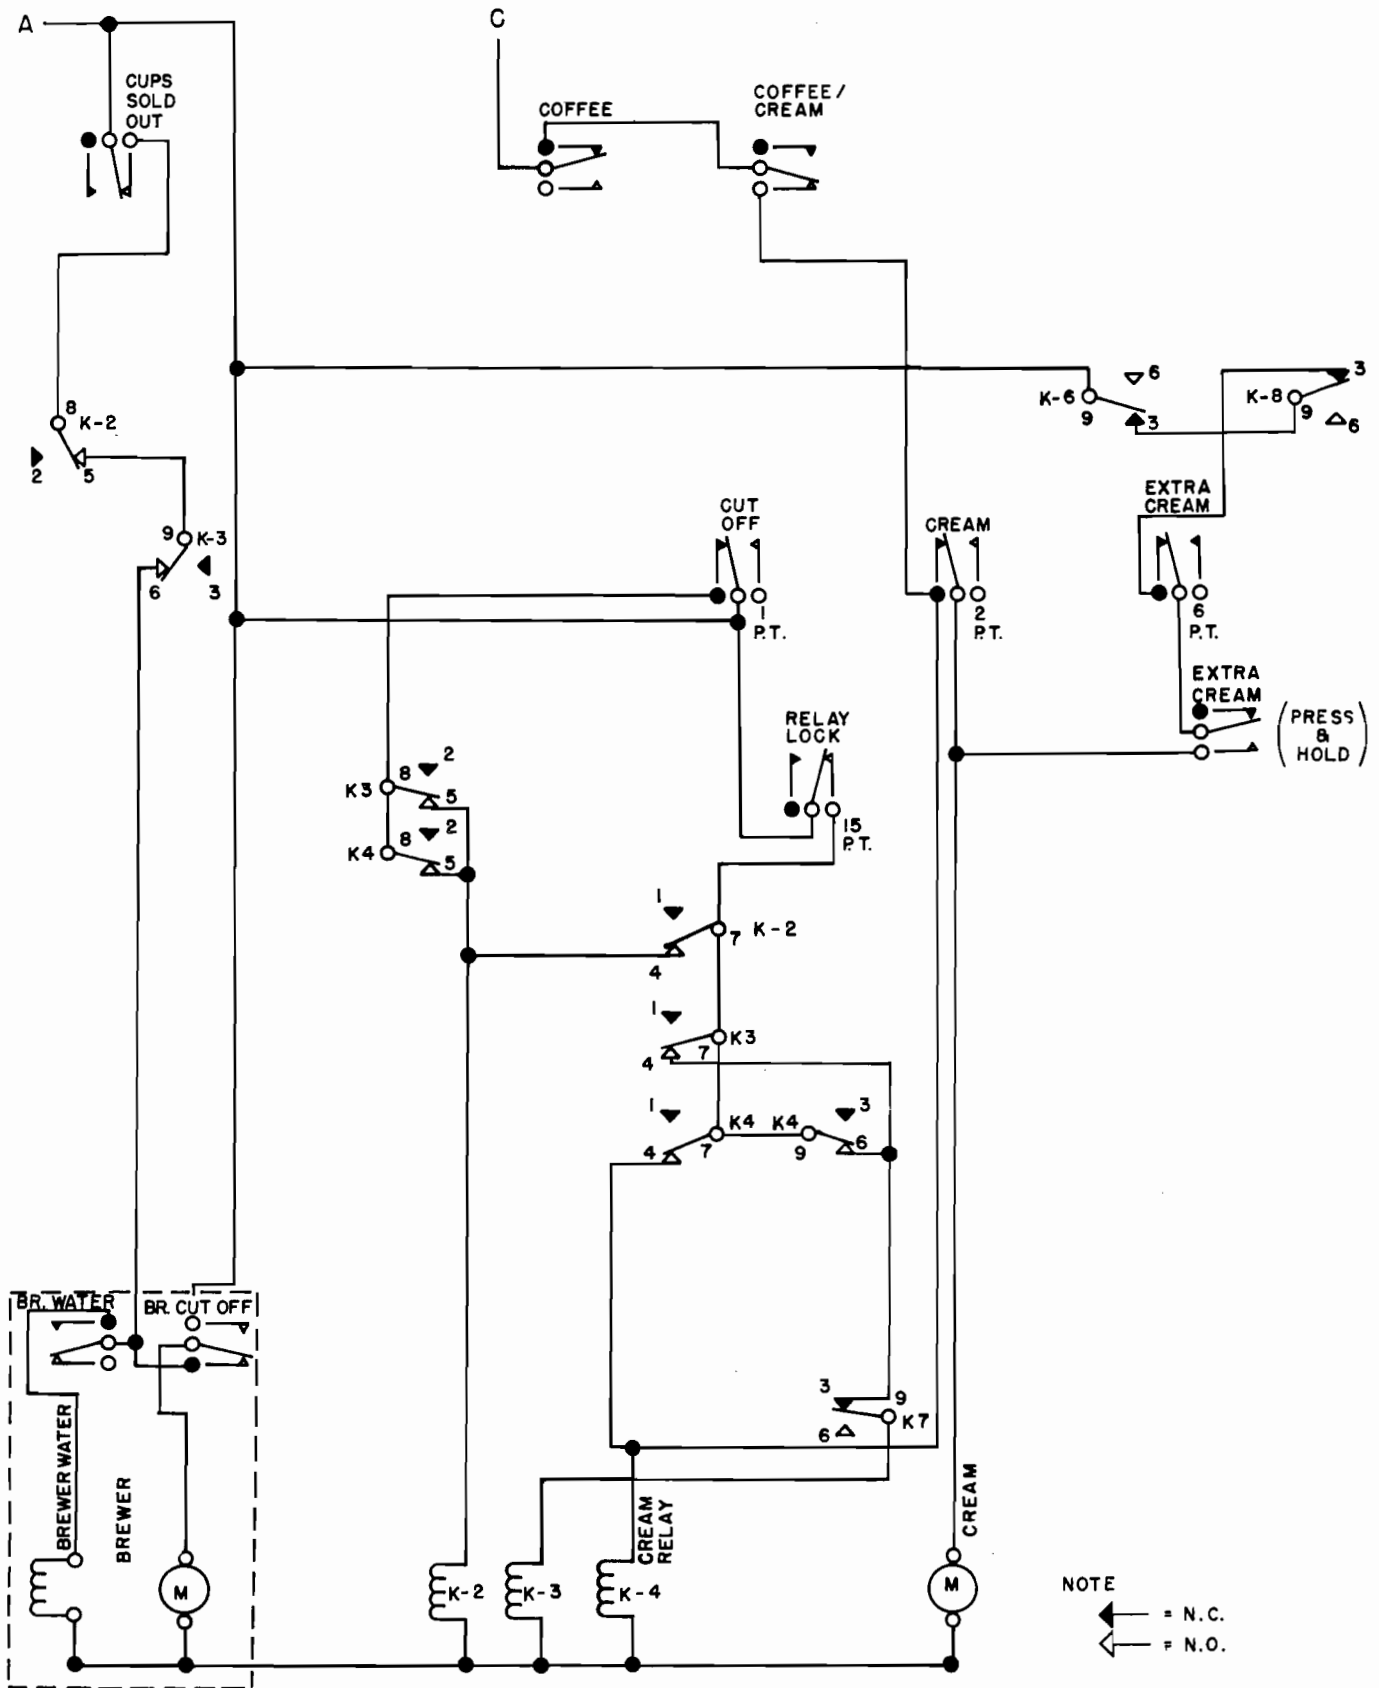 A
C
CUPS
SOLD
OUT
COFFEE
COFFEE/
CREAM
6
K-6
9
3
K-8
9
3
6
8
K-2
2
5
9
K-3
6
3
CUT
OFF
1
P.T.
CREAM
2
P.T.
EXTRA
CREAM
6
P.T.
EXTRA
CREAM
(PRESS
&
HOLD)
RELAY
LOCK
15
P.T.
K3
8
2
5
K4
8
2
5
1
7
K-2
4
1
K3
4
7
1
K4
K4
3
4
7
9
6
BR. WATER
BR. CUT OFF
3
9
K7
6
BREWER WATER
BREWER
CREAM
RELAY
CREAM
M
K-2
K-3
K-4
M
NOTE
= N.C.
= N.O.